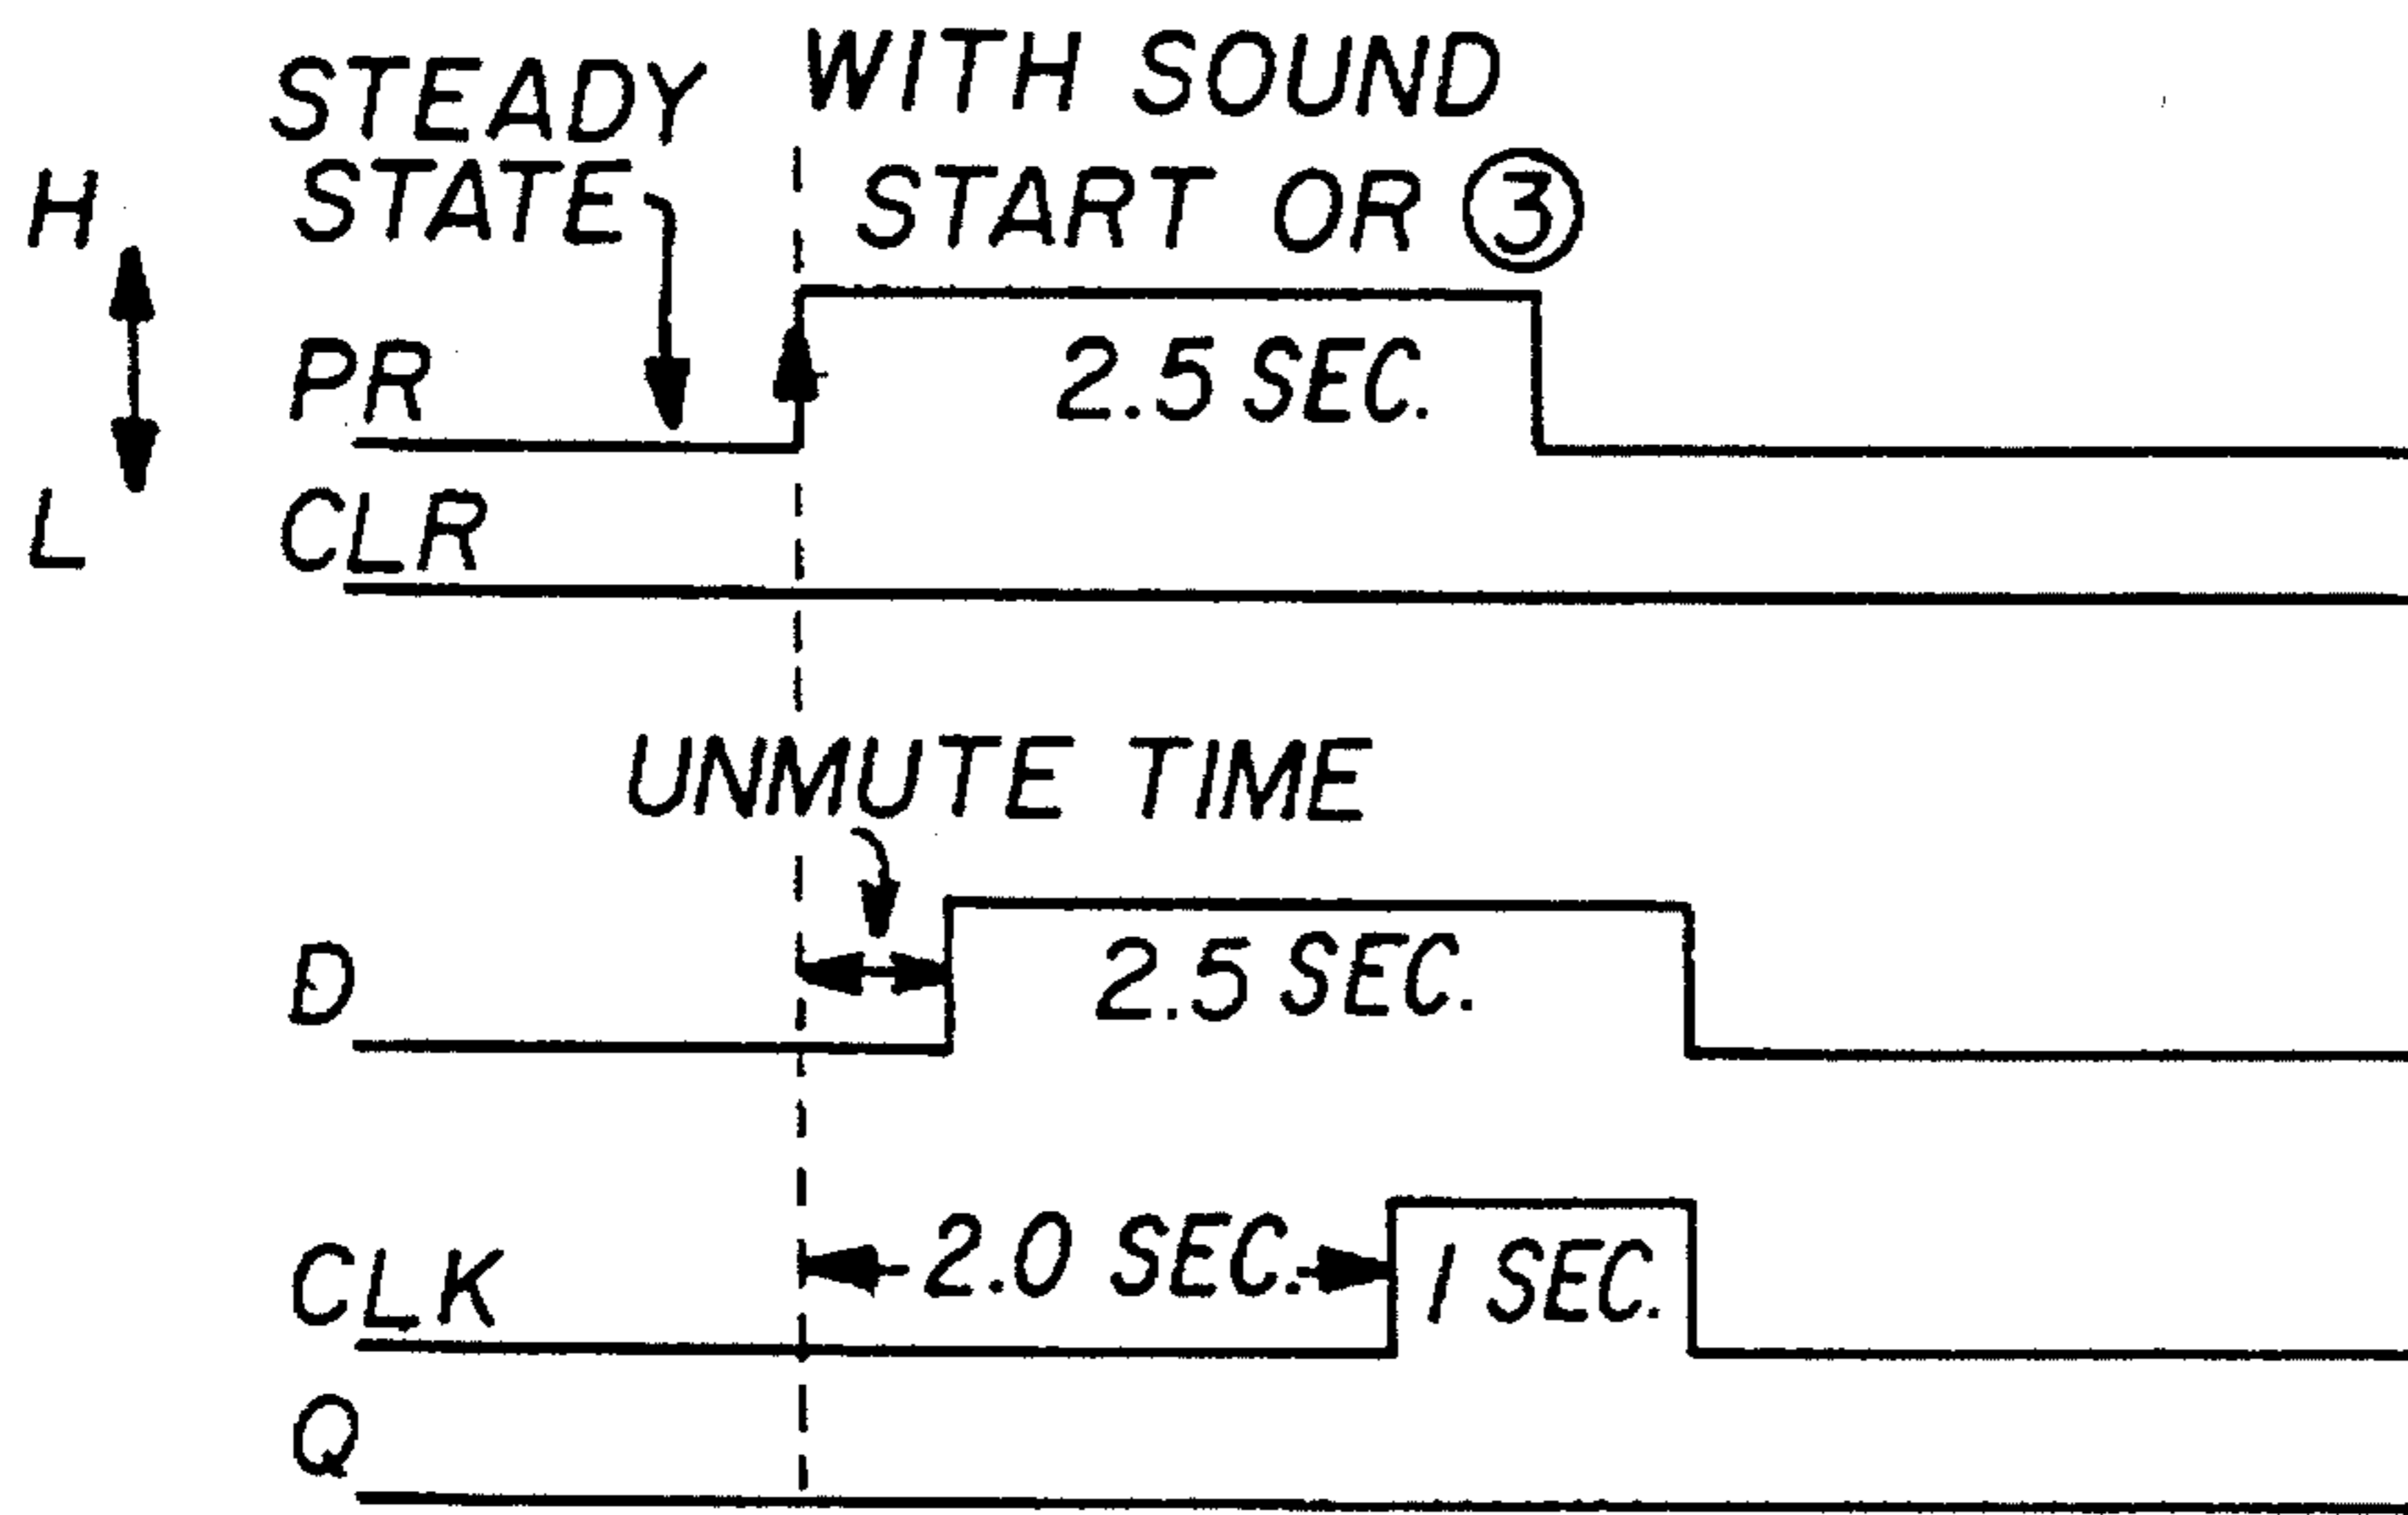 STEADY
STATE
WITH SOUND
START OR ③
H
L
PR
2.5 SEC.
CLR
UNMUTE TIME
D
2.5 SEC.
CLK
2.0 SEC.
1 SEC.
Q